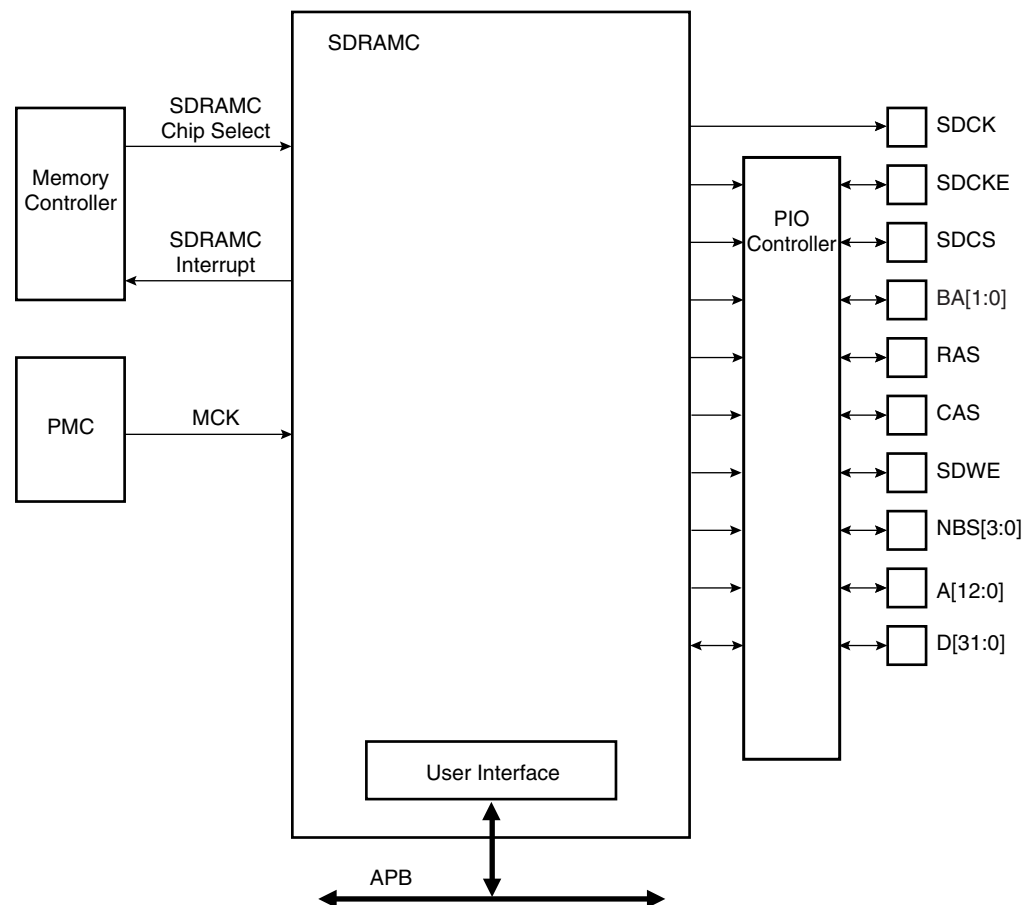 SDRAMC
SDRAMC
Chip Select
Memory
Controller
SDRAMC
Interrupt
PMC
MCK
PIO
Controller
SDCK
SDCKE
SDCS
BA[1:0]
RAS
CAS
SDWE
NBS[3:0]
A[12:0]
D[31:0]
User Interface
APB